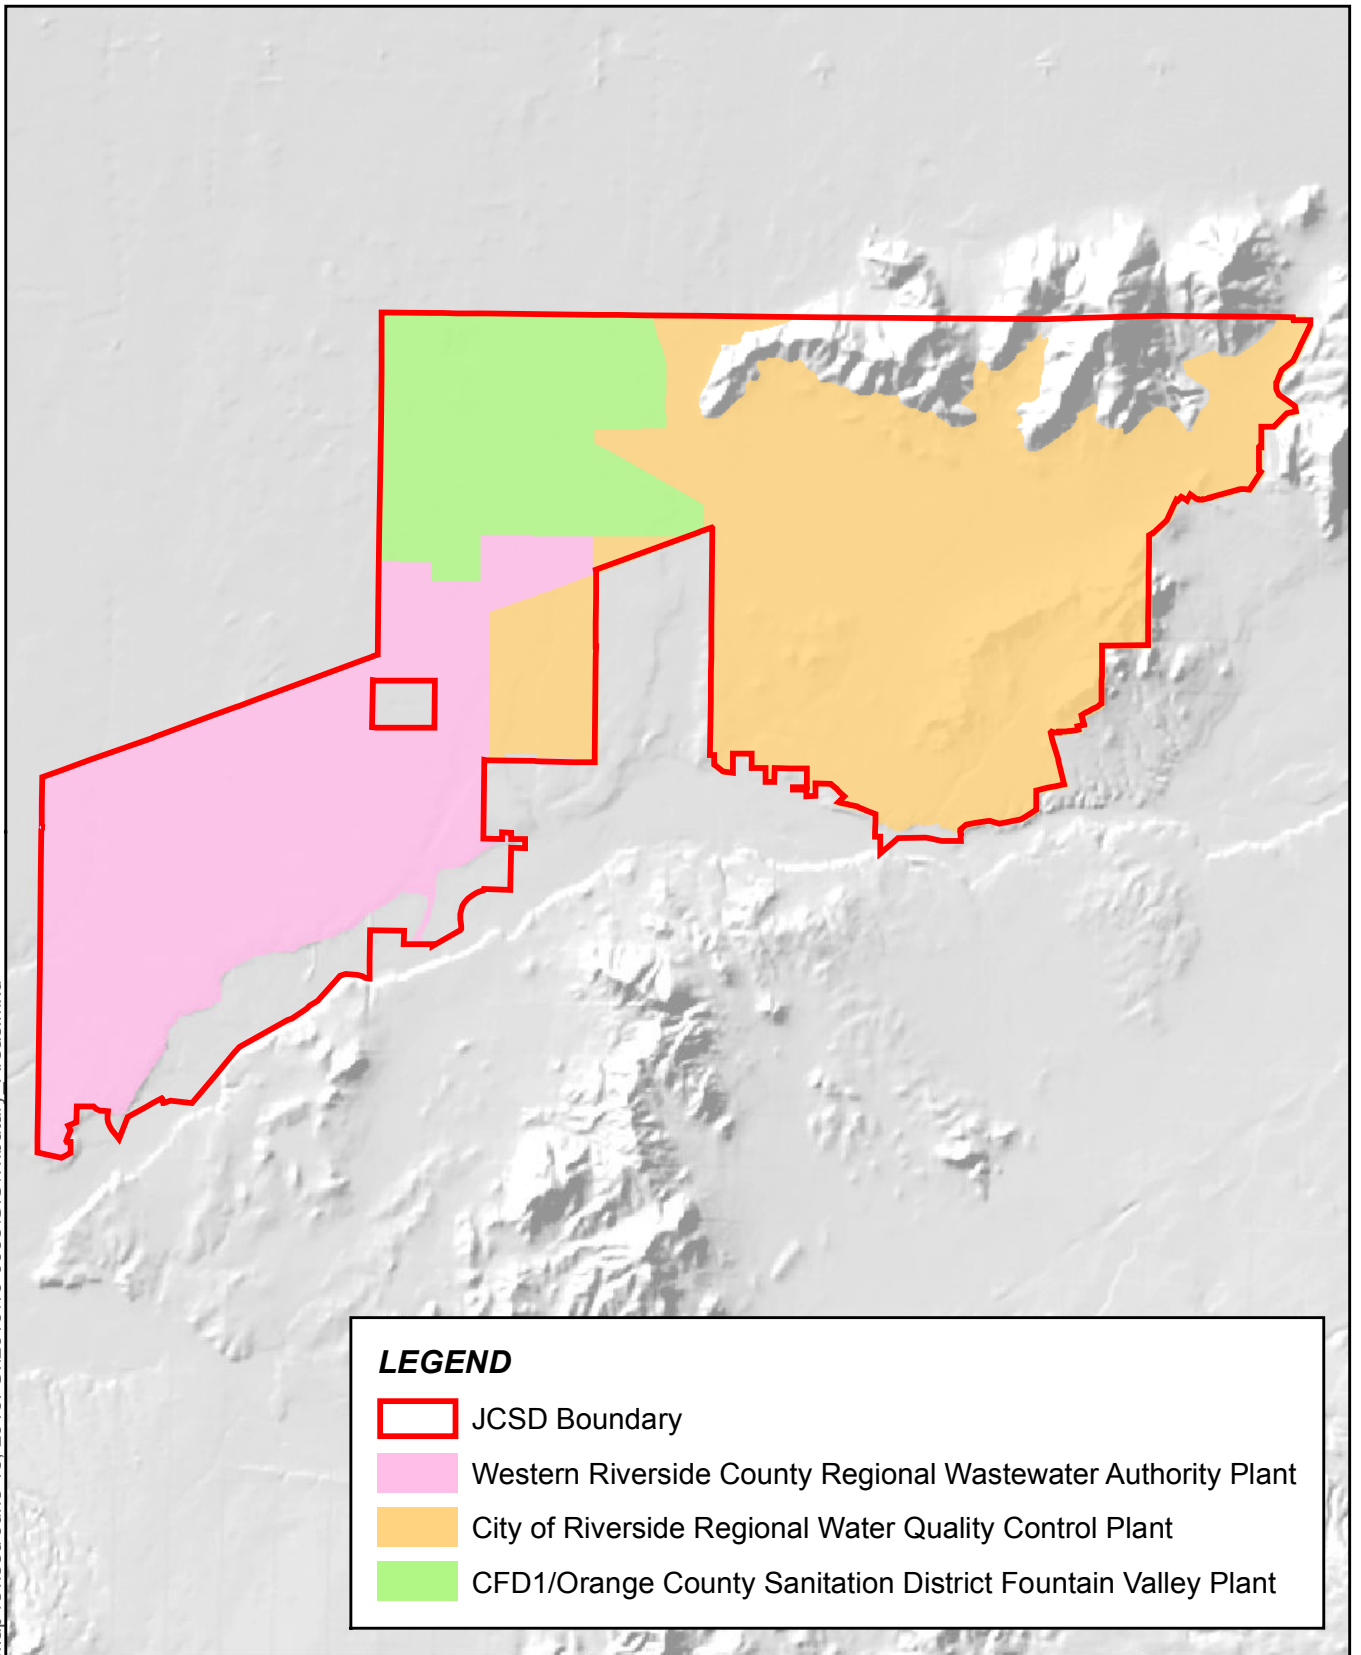 LEGEND
JCSD Boundary
Western Riverside County Regional Wastewater Authority Plant
City of Riverside Regional Water Quality Control Plant
CFD1/Orange County Sanitation District Fountain Valley Plant